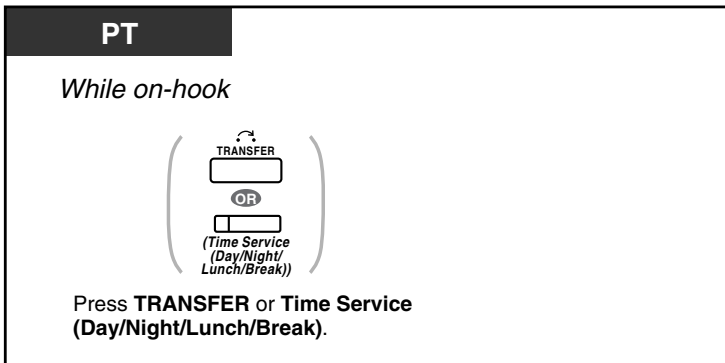 PT
While on-hook
TRANSFER
OR
(Time Service
(Day/Night/
Lunch/Break))
Press TRANSFER or Time Service
(Day/Night/Lunch/Break).